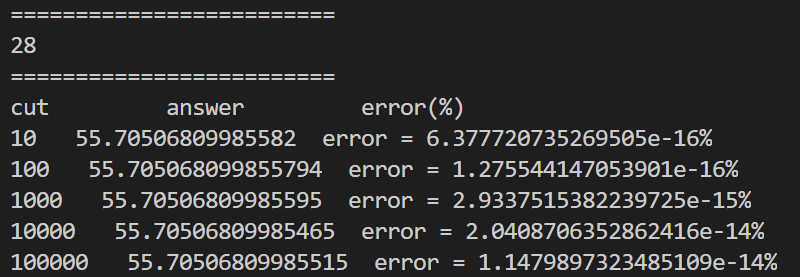 =========================
28
=========================
cut         answer         error(%)
10   55.70506809985582  error = 6.377720735269505e-16%
100   55.705068099855794  error = 1.275544147053901e-16%
1000   55.70506809985595  error = 2.9337515382239725e-15%
10000   55.70506809985465  error = 2.0408706352862416e-14%
100000   55.70506809985515  error = 1.1479897323485109e-14%